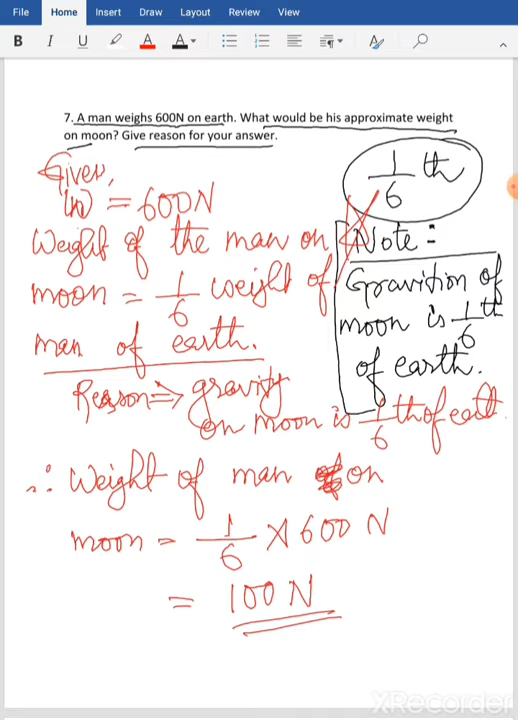 File Home Insert Draw Layout Review View
B I U A A
7. A man weighs 600N on earth. What would be his approximate weight
on moon? Give reason for your answer.
Given,
(W) = 600N
1/6 th
Weight of the man on
moon = 1/6 weight of
man of earth.
Note :
Gravition of
moon is 1/6 th
of earth.
Reason => gravity
on moon is 1/6 th of eart
∴ Weight of man on
moon = 1/6 X 600 N
= 100 N
XRecorder